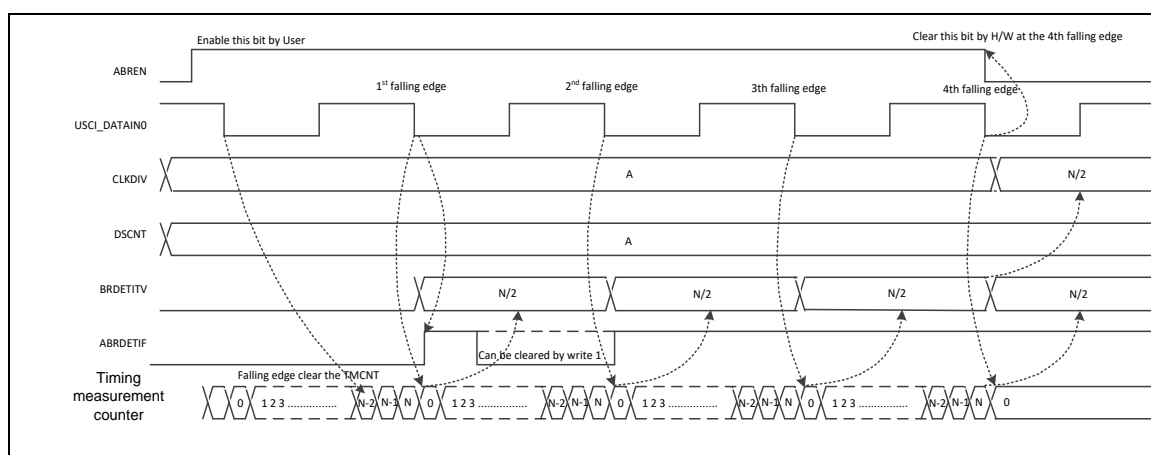 Enable this bit by User
Clear this bit by H/W at the 4th falling edge
ABREN
1st falling edge
2nd falling edge
3th falling edge
4th falling edge
USCI_DATAIN0
CLKDIV
A
N/2
DSCNT
A
BRDETITV
N/2
N/2
N/2
N/2
ABRDETIF
Can be cleared by write 1
Falling edge clear the TMCNT
Timing
measurement
counter
0 1 2 3 ................ N-2 N-1 N 0 1 2 3 ................ N-2 N-1 N 0 1 2 3 ................ N-2 N-1 N 0 1 2 3 ................ N-2 N-1 N 0